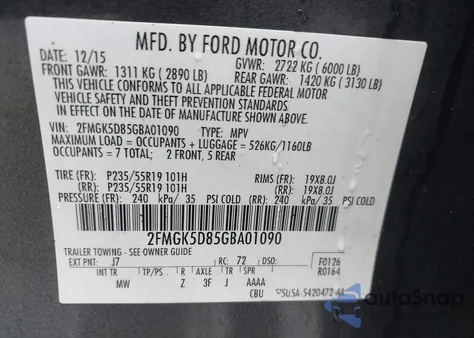 MFD. BY FORD MOTOR CO.
DATE: 12/15 GVWR: 2722 KG (6000 LB)
FRONT GAWR: 1311 KG (2890 LB) REAR GAWR: 1420 KG (3130 LB)
THIS VEHICLE CONFORMS TO ALL APPLICABLE FEDERAL MOTOR
VEHICLE SAFETY AND THEFT PREVENTION STANDARDS
IN EFFECT ON THE DATE OF MANUFACTURE SHOWN ABOVE.
VIN: 2FMGK5D85GBA01090 TYPE: MPV
MAXIMUM LOAD = OCCUPANTS + LUGGAGE = 526KG/1160LB
OCCUPANTS = 7 TOTAL; 2 FRONT, 5 REAR
TIRE (FR): P235/55R19 101H RIMS (FR): 19X8.0J
(RR): P235/55R19 101H (RR): 19X8.0J
PRESSURE (FR): 240 kPa/ 35 PSI COLD (RR): 240 kPa/ 35 PSI COLD
2FMGK5D85GBA01090
TRAILER TOWING - SEE OWNER GUIDE
EXT PNT: J7 RC: 72 DSO: F0126
INT TR TP/PS R AXLE TR SPR R0164
MW Z 3F J AAAA
CBU 5U5A-5420472-AA
autoSnap